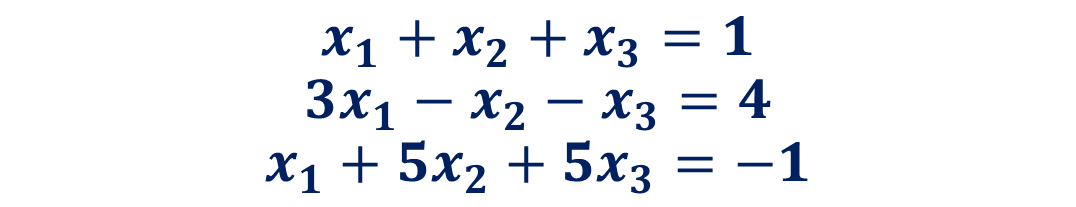 x₁ + x₂ + x₃ = 1
3x₁ − x₂ − x₃ = 4
x₁ + 5x₂ + 5x₃ = −1